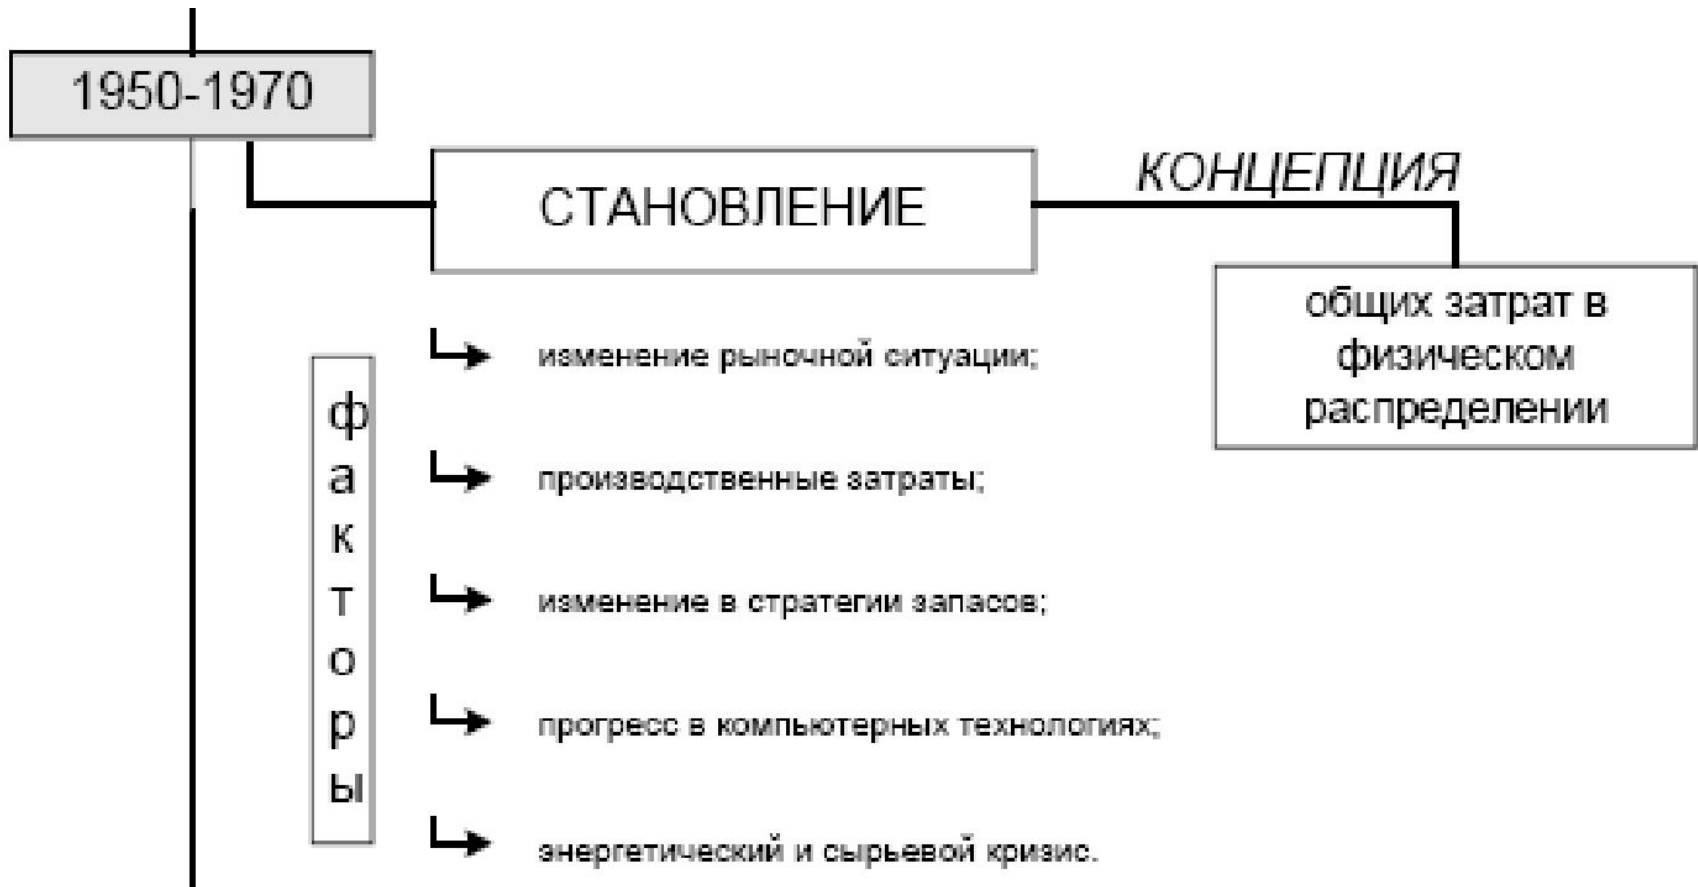 1950-1970
СТАНОВЛЕНИЕ
КОНЦЕПЦИЯ
общих затрат в
физическом
распределении
факторы
изменение рыночной ситуации;
производственные затраты;
изменение в стратегии запасов;
прогресс в компьютерных технологиях;
энергетический и сырьевой кризис.